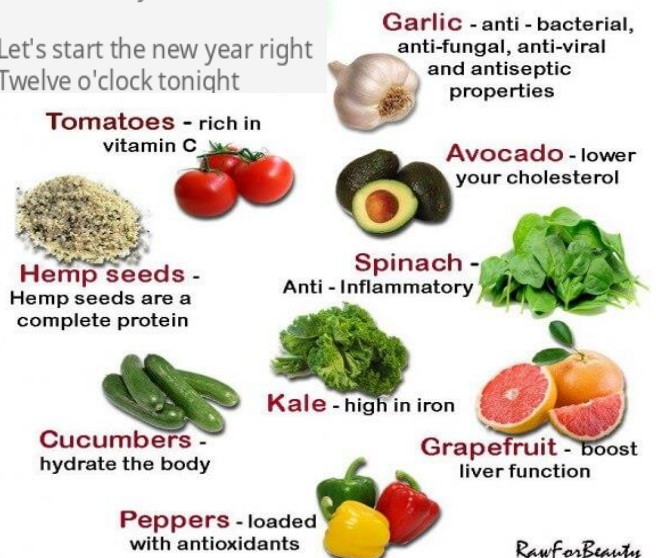 Let's start the new year right
Twelve o'clock tonight
Garlic - anti - bacterial,
anti-fungal, anti-viral
and antiseptic
properties
Tomatoes - rich in
vitamin C
Avocado - lower
your cholesterol
Hemp seeds -
Hemp seeds are a
complete protein
Spinach -
Anti - Inflammatory
Kale - high in iron
Cucumbers -
hydrate the body
Grapefruit - boost
liver function
Peppers - loaded
with antioxidants
RawForBeauty